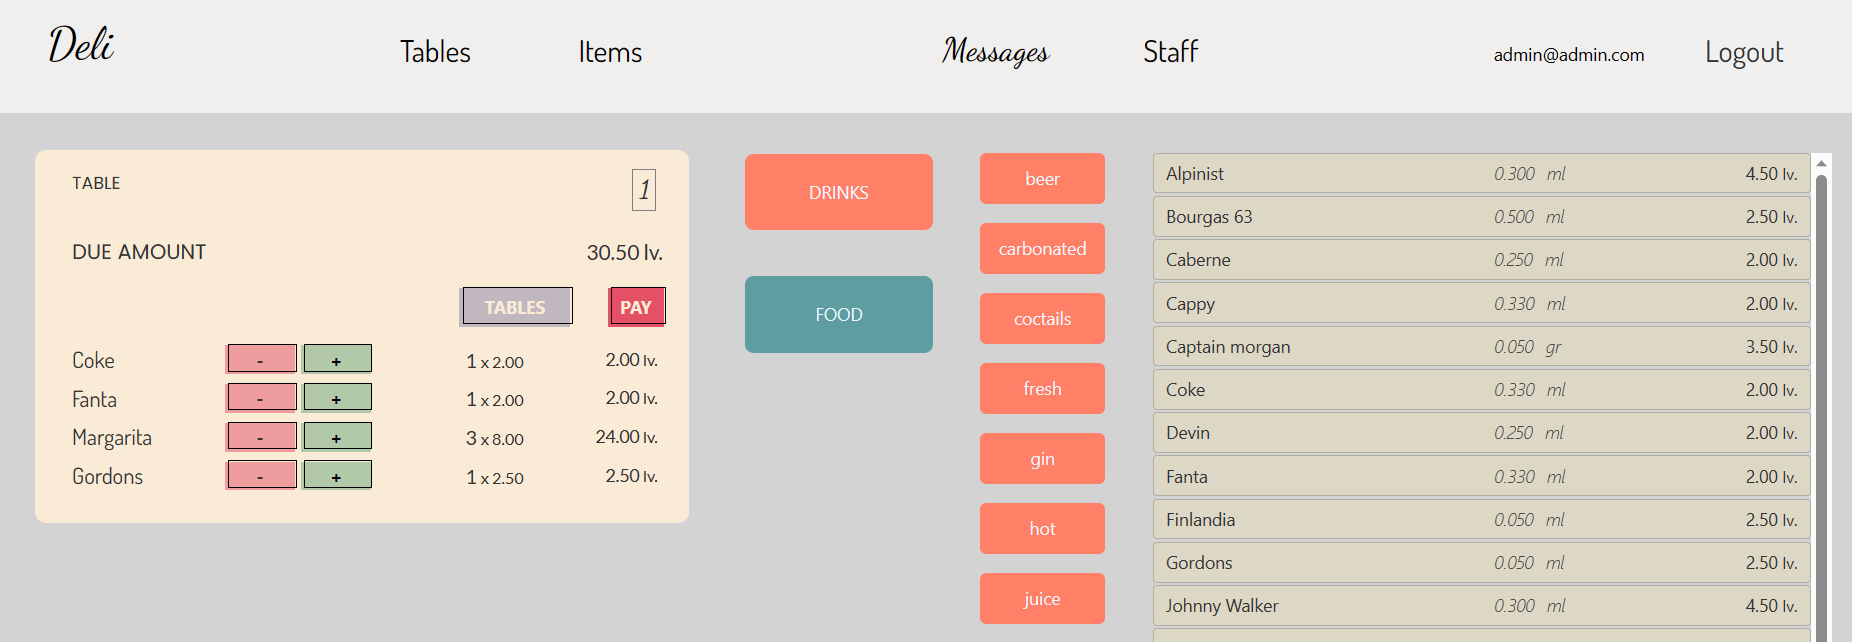 Deli Tables Items Messages Staff admin@admin.com Logout
TABLE 1
DUE AMOUNT 30.50 lv.
TABLES PAY
Coke - + 1 x 2.00 2.00 lv.
Fanta - + 1 x 2.00 2.00 lv.
Margarita - + 3 x 8.00 24.00 lv.
Gordons - + 1 x 2.50 2.50 lv.
DRINKS
FOOD
beer
carbonated
coctails
fresh
gin
hot
juice
Alpinist 0.300 ml 4.50 lv.
Bourgas 63 0.500 ml 2.50 lv.
Caberne 0.250 ml 2.00 lv.
Cappy 0.330 ml 2.00 lv.
Captain morgan 0.050 gr 3.50 lv.
Coke 0.330 ml 2.00 lv.
Devin 0.250 ml 2.00 lv.
Fanta 0.330 ml 2.00 lv.
Finlandia 0.050 ml 2.50 lv.
Gordons 0.050 ml 2.50 lv.
Johnny Walker 0.300 ml 4.50 lv.